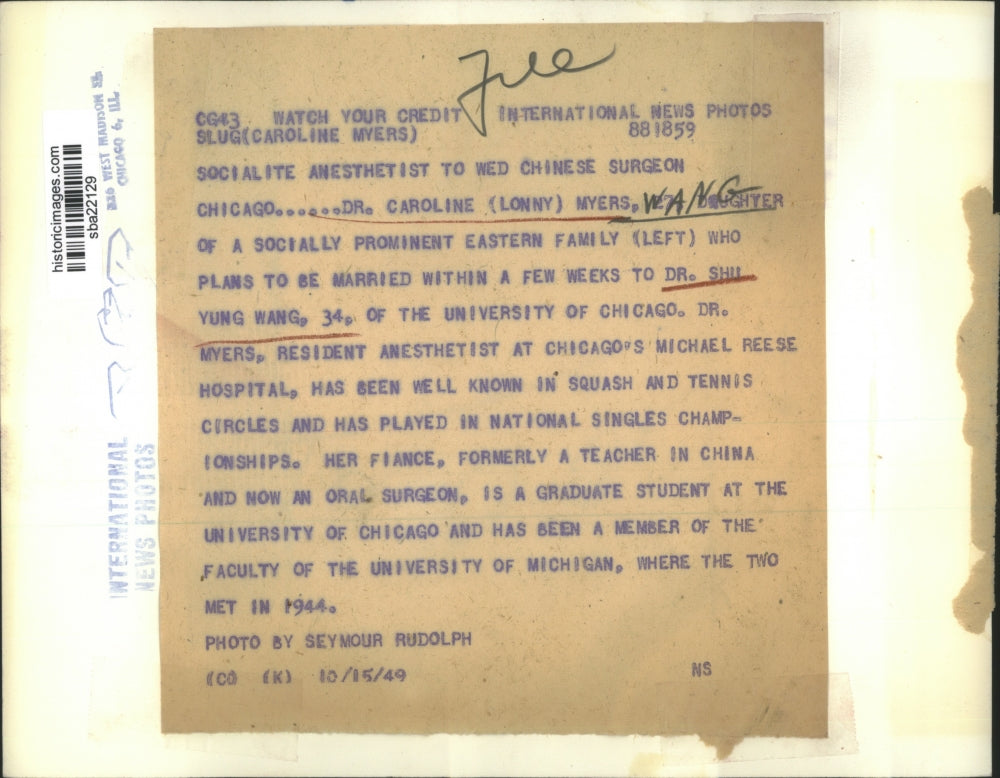 File
CG43 WATCH YOUR CREDIT INTERNATIONAL NEWS PHOTOS
SLUG(CAROLINE MYERS) 881859
SOCIALITE ANESTHETIST TO WED CHINESE SURGEON
CHICAGO.......DR. CAROLINE (LONNY) MYERS, WANG DAUGHTER
OF A SOCIALLY PROMINENT EASTERN FAMILY (LEFT) WHO
PLANS TO BE MARRIED WITHIN A FEW WEEKS TO DR. SHU
YUNG WANG, 34, OF THE UNIVERSITY OF CHICAGO. DR.
MYERS, RESIDENT ANESTHETIST AT CHICAGO'S MICHAEL REESE
HOSPITAL, HAS BEEN WELL KNOWN IN SQUASH AND TENNIS
CIRCLES AND HAS PLAYED IN NATIONAL SINGLES CHAMP-
IONSHIPS. HER FIANCE, FORMERLY A TEACHER IN CHINA
AND NOW AN ORAL SURGEON, IS A GRADUATE STUDENT AT THE
UNIVERSITY OF CHICAGO AND HAS BEEN A MEMBER OF THE
FACULTY OF THE UNIVERSITY OF MICHIGAN, WHERE THE TWO
MET IN 1944.
PHOTO BY SEYMOUR RUDOLPH
(CQ (K) 10/15/49 NS
historicimages.com
sba22129
326 WEST MADISON ST.
CHICAGO 6, ILL.
INTERNATIONAL
NEWS PHOTOS